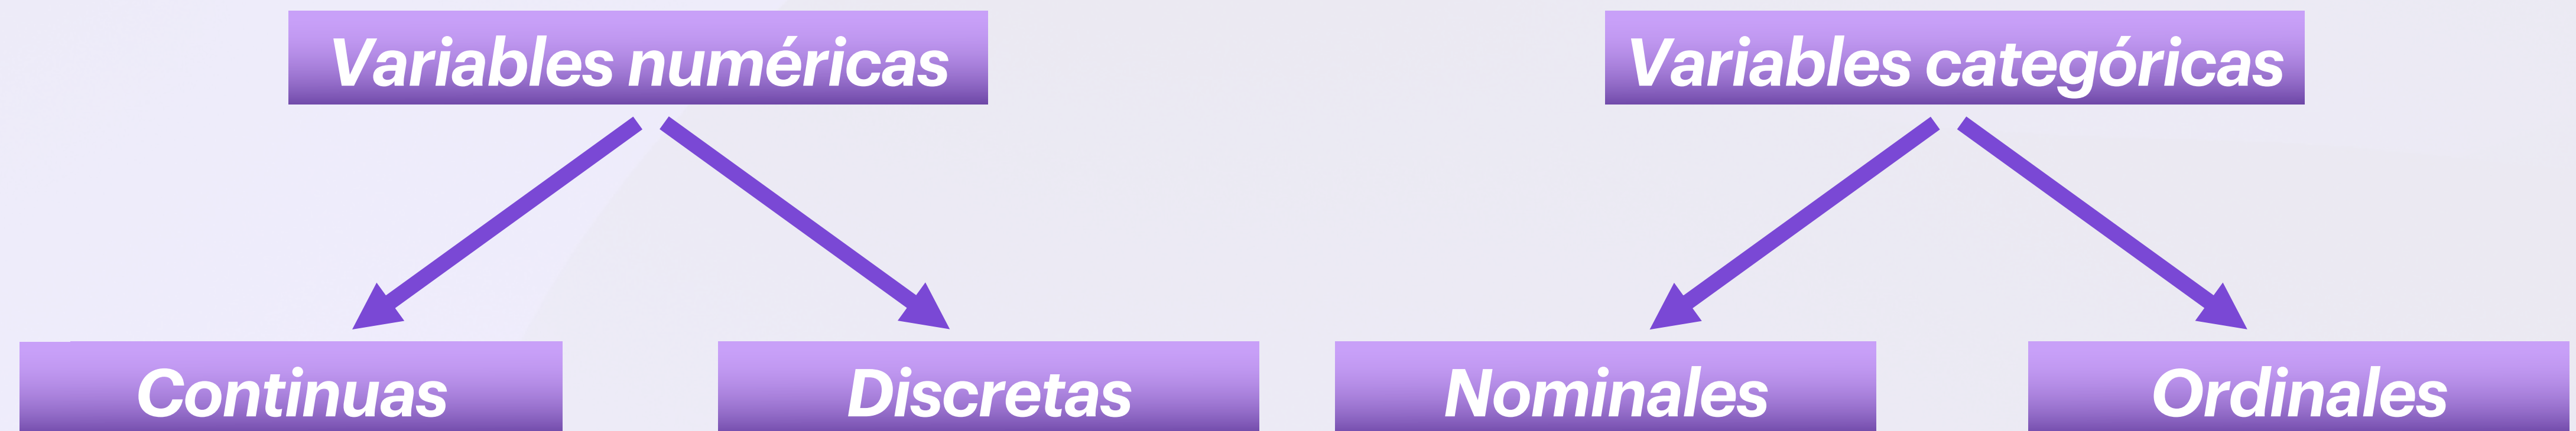 Variables numéricas
Variables categóricas
Continuas
Discretas
Nominales
Ordinales